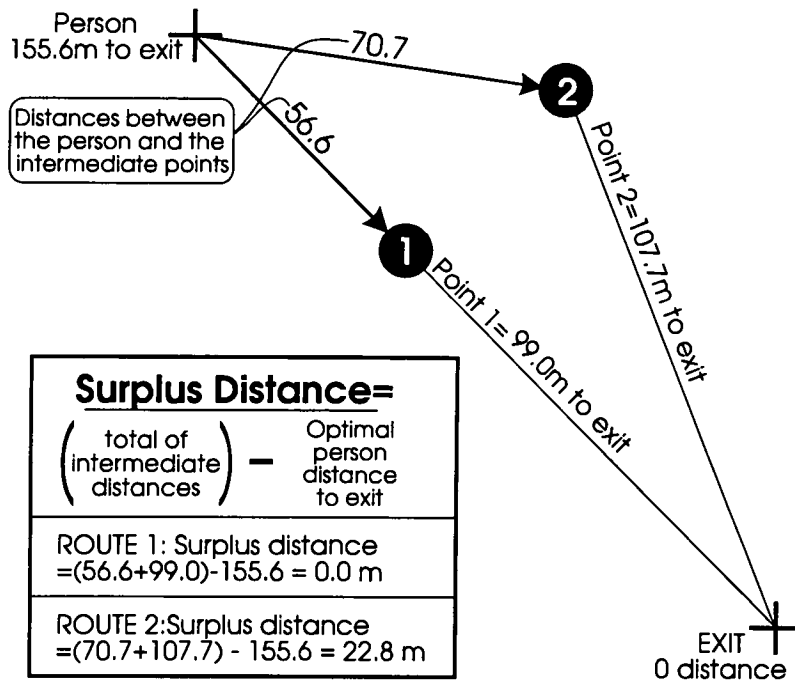 Person
155.6m to exit
70.7
2
Distances between
the person and the
intermediate points
56.6
1
Point 2=107.7m to exit
Point 1= 99.0m to exit
Surplus Distance=
(total of
intermediate
distances) - Optimal
person
distance
to exit
ROUTE 1: Surplus distance
=(56.6+99.0)-155.6 = 0.0 m
ROUTE 2:Surplus distance
=(70.7+107.7) - 155.6 = 22.8 m
EXIT
0 distance